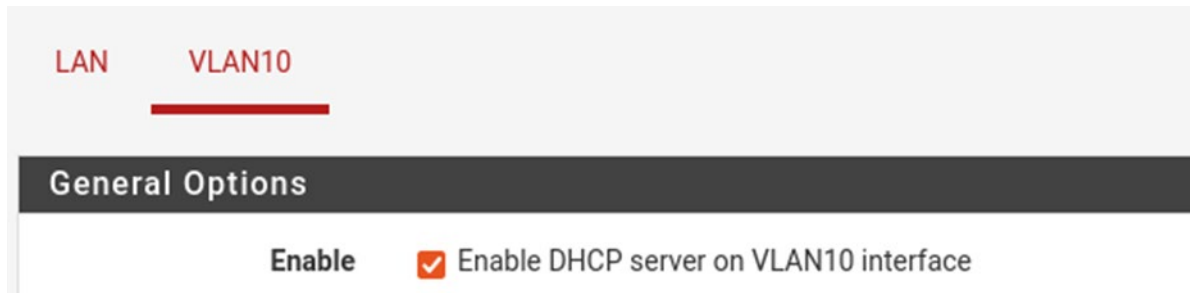 LAN VLAN10
General Options
Enable Enable DHCP server on VLAN10 interface